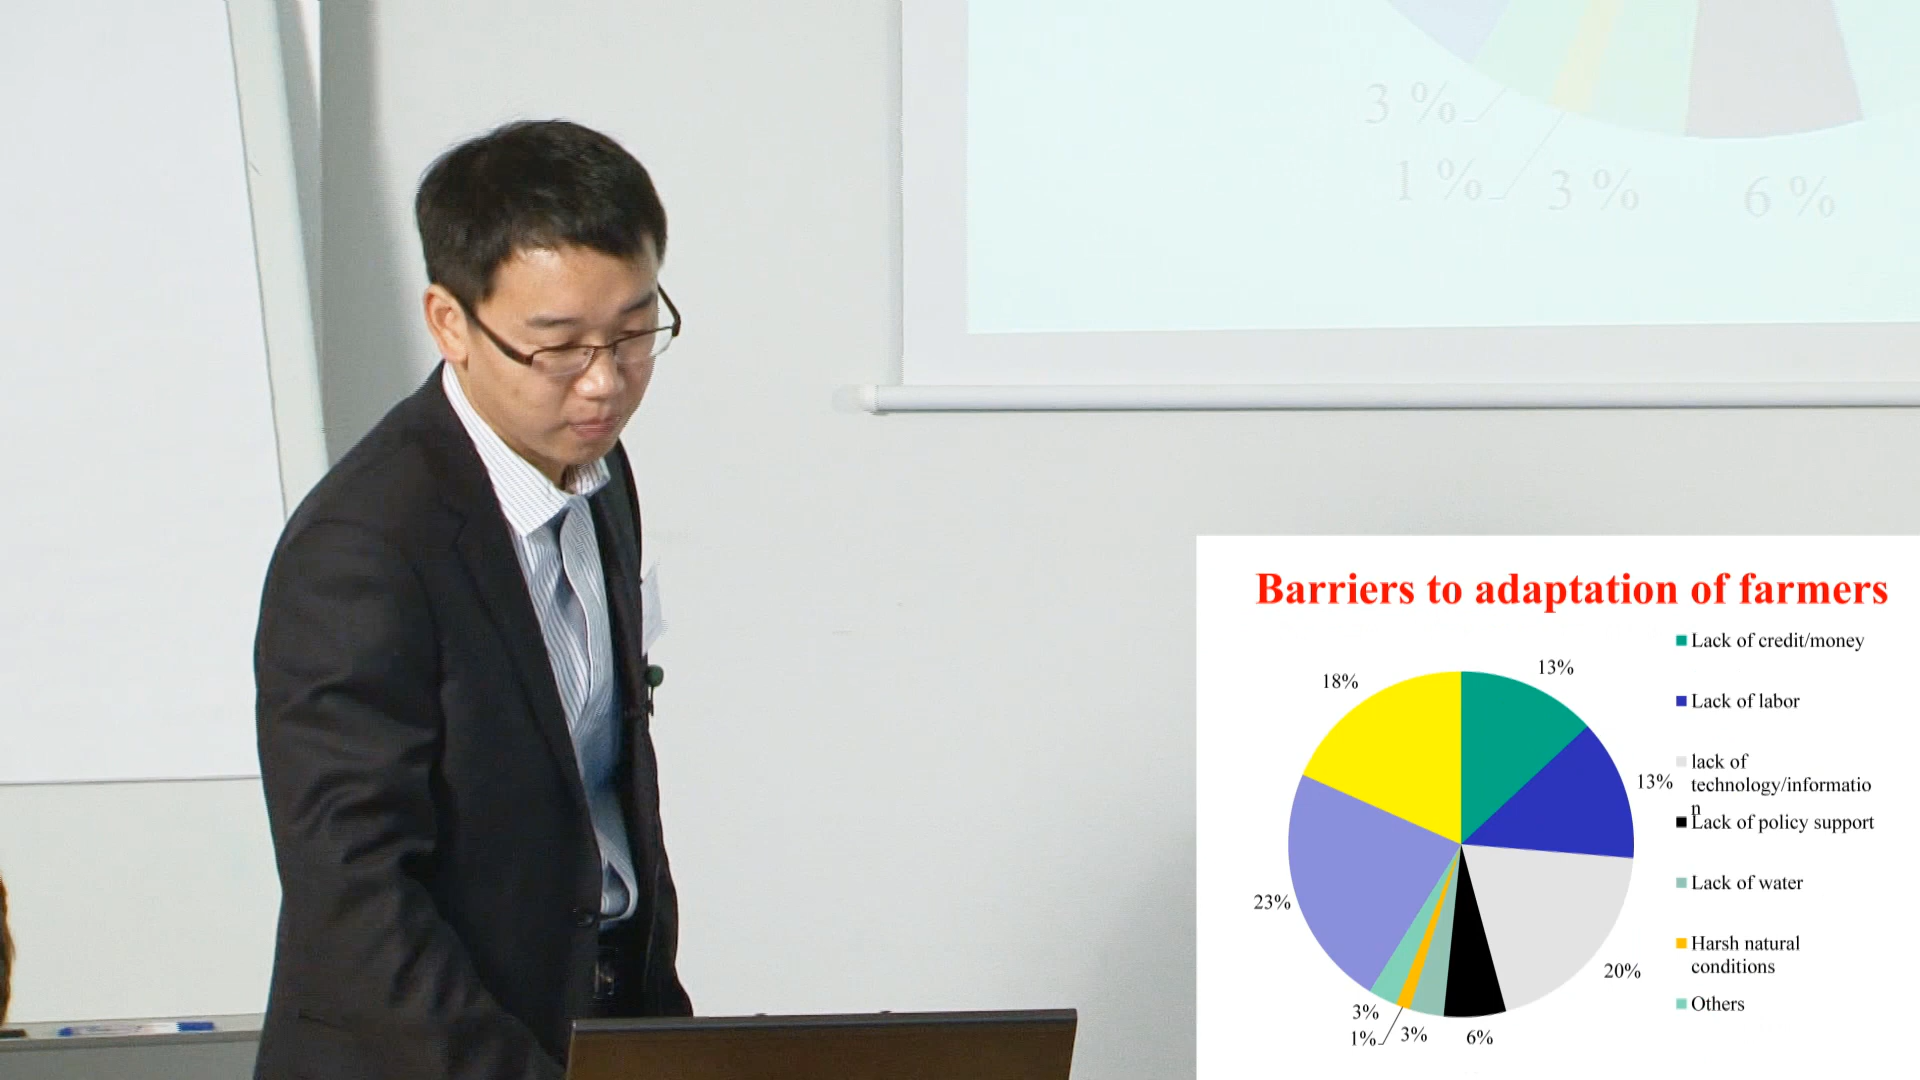 3 %
1 %
3 %
6 %
Barriers to adaptation of farmers
13%
18%
13%
20%
6%
3%
1%
3%
23%
Lack of credit/money
Lack of labor
lack of
technology/informatio
n
Lack of policy support
Lack of water
Harsh natural
conditions
Others